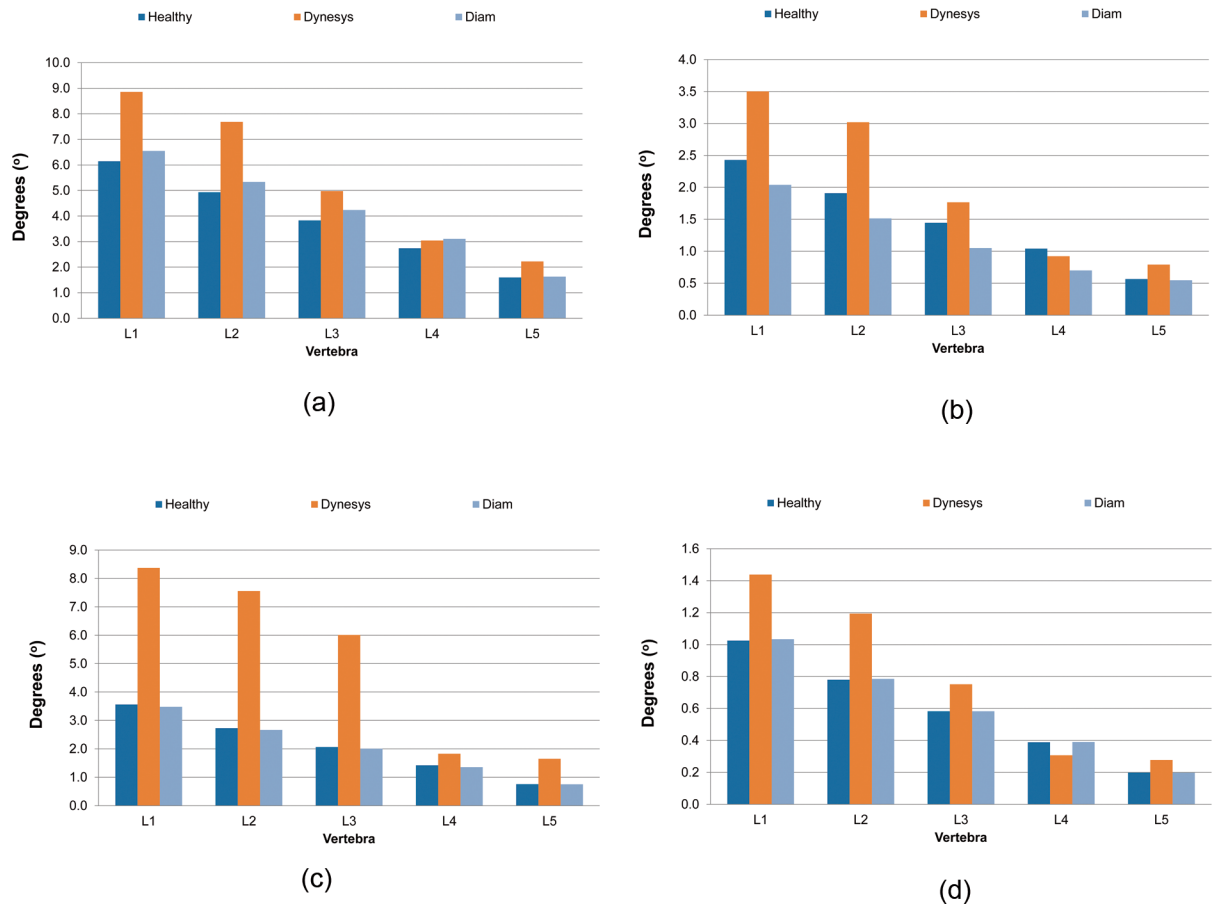 Healthy Dynesys Diam
10.0
9.0
8.0
7.0
6.0
5.0
4.0
3.0
2.0
1.0
0.0
Degrees (º)
L1 L2 L3 L4 L5
Vertebra
(a)
Healthy Dynesys Diam
4.0
3.5
3.0
2.5
2.0
1.5
1.0
0.5
0.0
Degrees (º)
L1 L2 L3 L4 L5
Vertebra
(b)
Healthy Dynesys Diam
9.0
8.0
7.0
6.0
5.0
4.0
3.0
2.0
1.0
0.0
Degrees (º)
L1 L2 L3 L4 L5
Vertebra
(c)
Healthy Dynesys Diam
1.6
1.4
1.2
1.0
0.8
0.6
0.4
0.2
0.0
Degrees (º)
L1 L2 L3 L4 L5
Vertebra
(d)